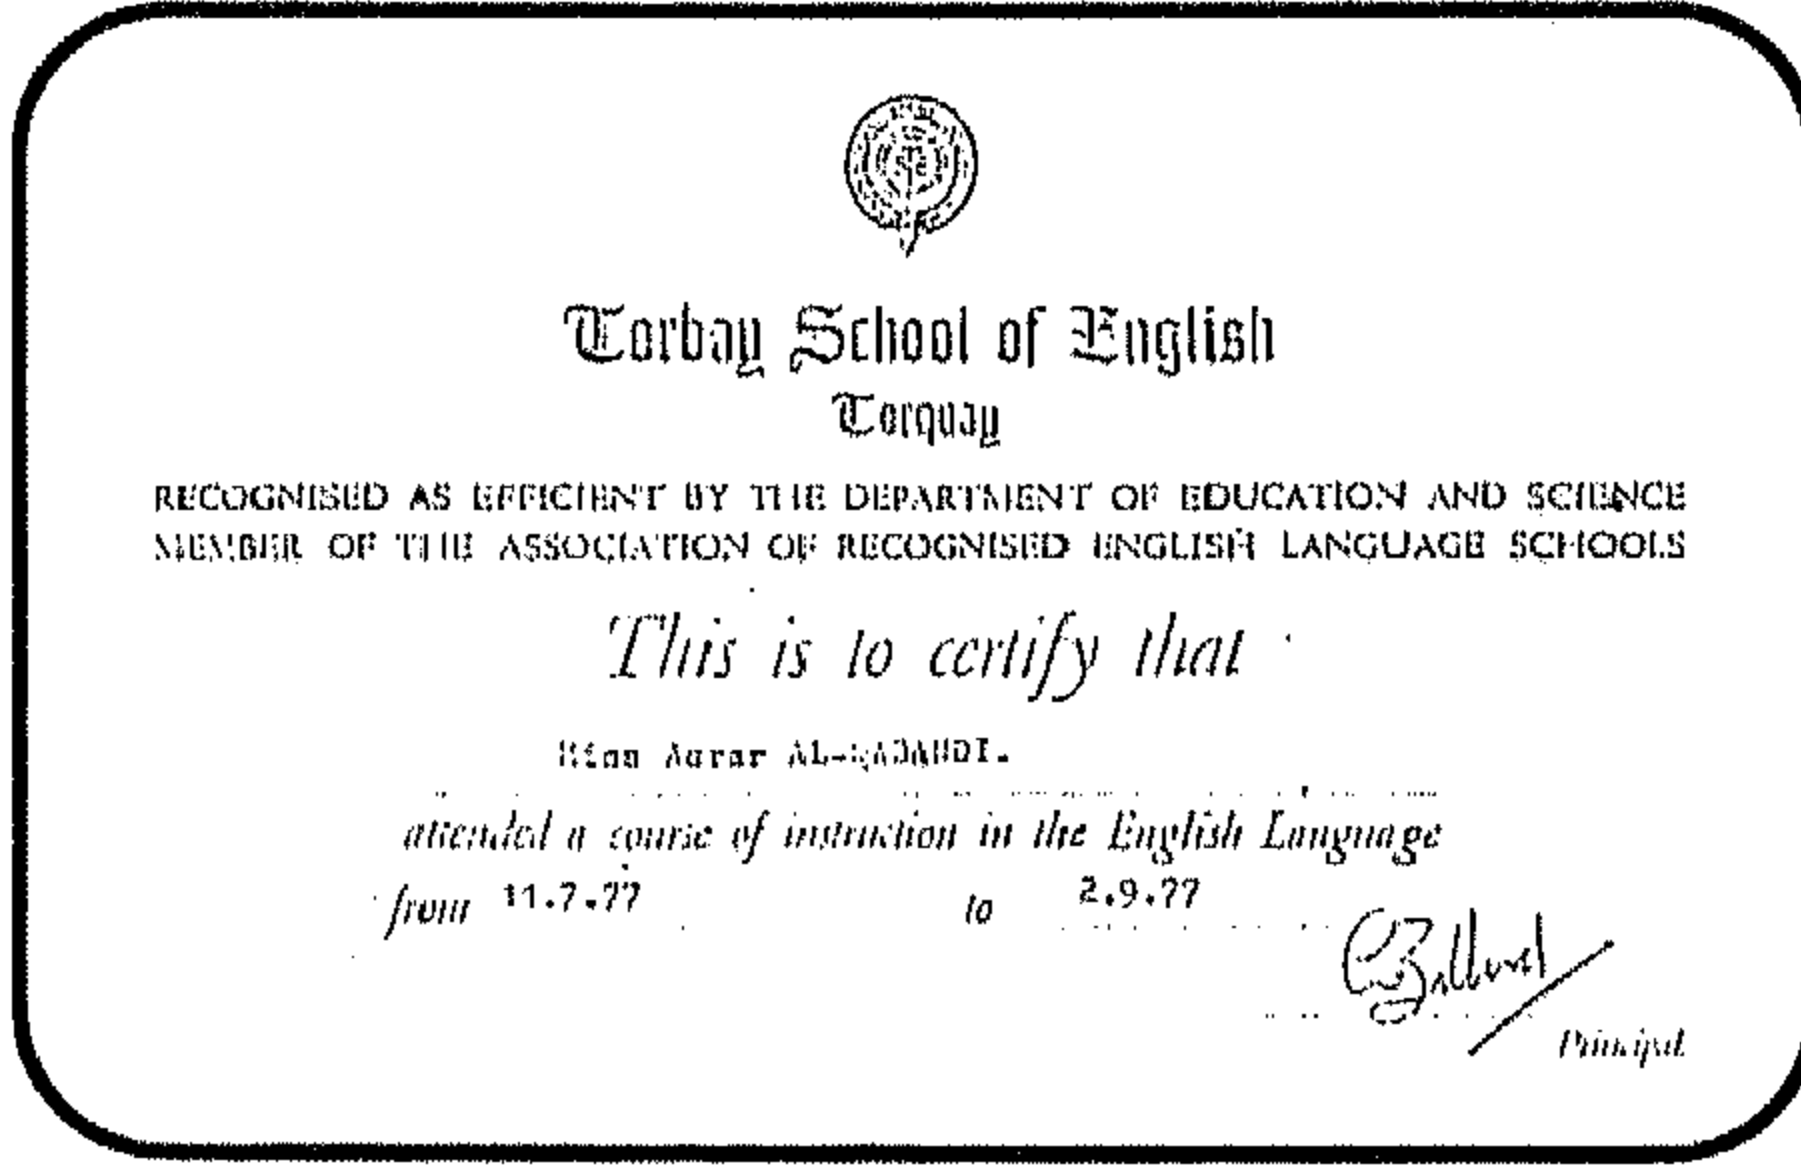 Torbay School of English
Torquay
RECOGNISED AS EFFICIENT BY THE DEPARTMENT OF EDUCATION AND SCIENCE
MEMBER OF THE ASSOCIATION OF RECOGNISED ENGLISH LANGUAGE SCHOOLS
This is to certify that
Miss
attended a course of instruction in the English Language
from 11.7.77 to 2.9.77
Principal